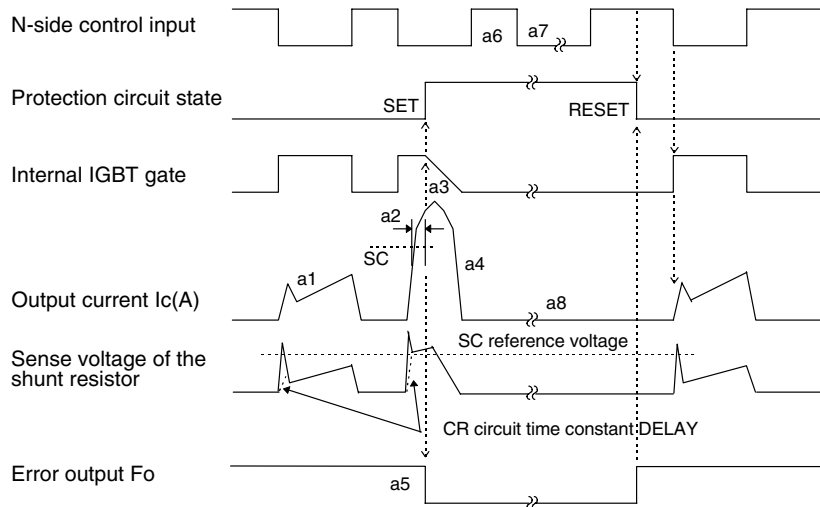 N-side control input
a6
a7
Protection circuit state
SET
RESET
Internal IGBT gate
a3
a2
SC
a4
a1
a8
Output current Ic(A)
SC reference voltage
Sense voltage of the
shunt resistor
CR circuit time constant DELAY
Error output Fo
a5